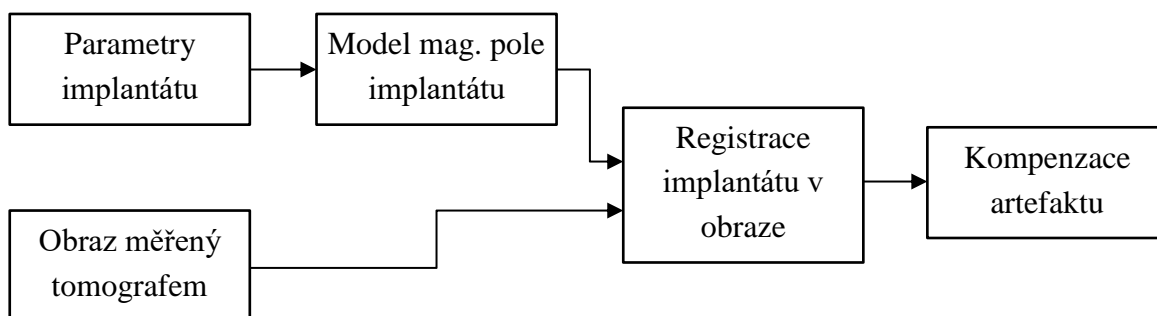 Parametry
implantátu
Model mag. pole
implantátu
Registrace
implantátu v
obraze
Kompenzace
artefaktu
Obraz měřený
tomografem